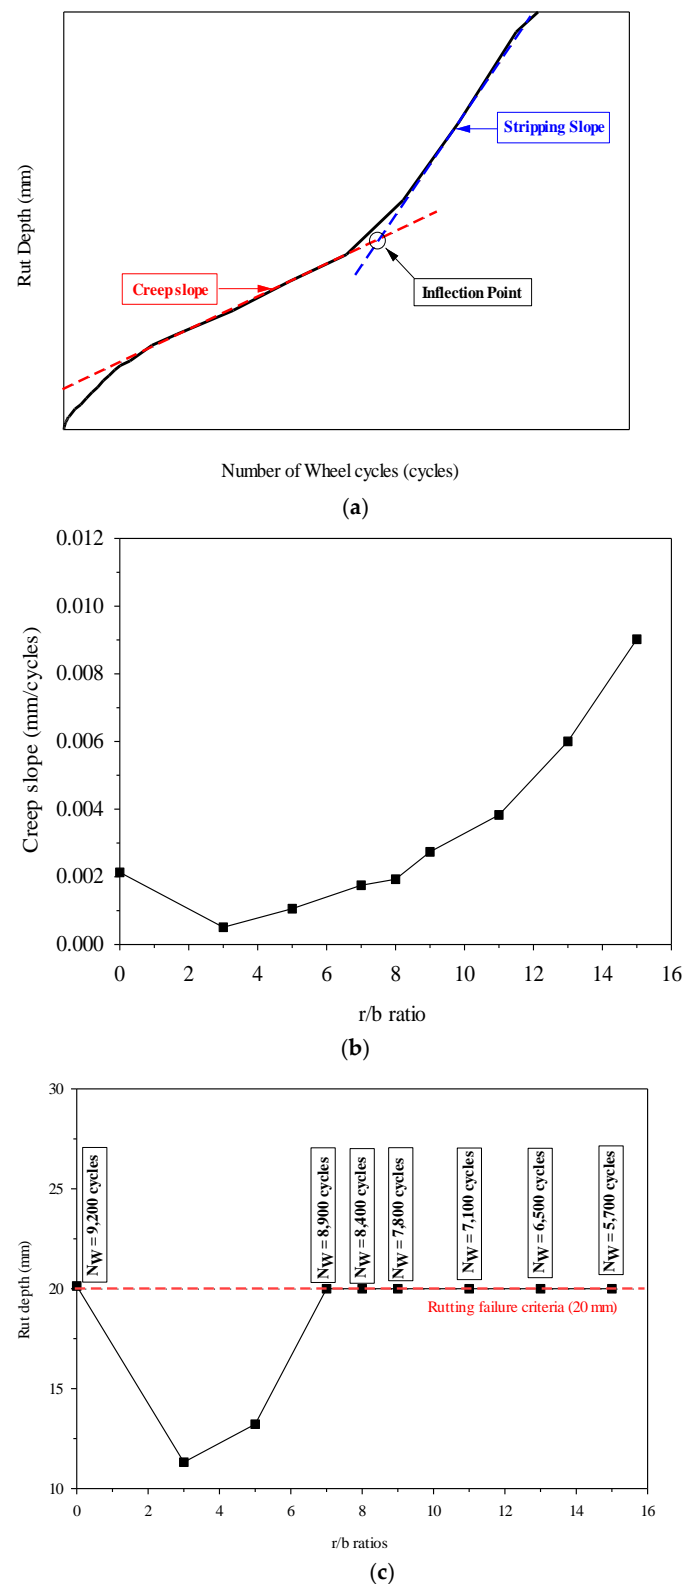 Rut Depth (mm)
Stripping Slope
Creep slope
Inflection Point
Number of Wheel cycles (cycles)
(a)
Creep slope (mm/cycles)
0.012
0.010
0.008
0.006
0.004
0.002
0.000
0 2 4 6 8 10 12 14 16
r/b ratio
(b)
Rut depth (mm)
30
25
20
15
10
NW = 9,200 cycles
NW = 8,900 cycles
NW = 8,400 cycles
NW = 7,800 cycles
NW = 7,100 cycles
NW = 6,500 cycles
NW = 5,700 cycles
Rutting failure criteria (20 mm)
0 2 4 6 8 10 12 14 16
r/b ratios
(c)